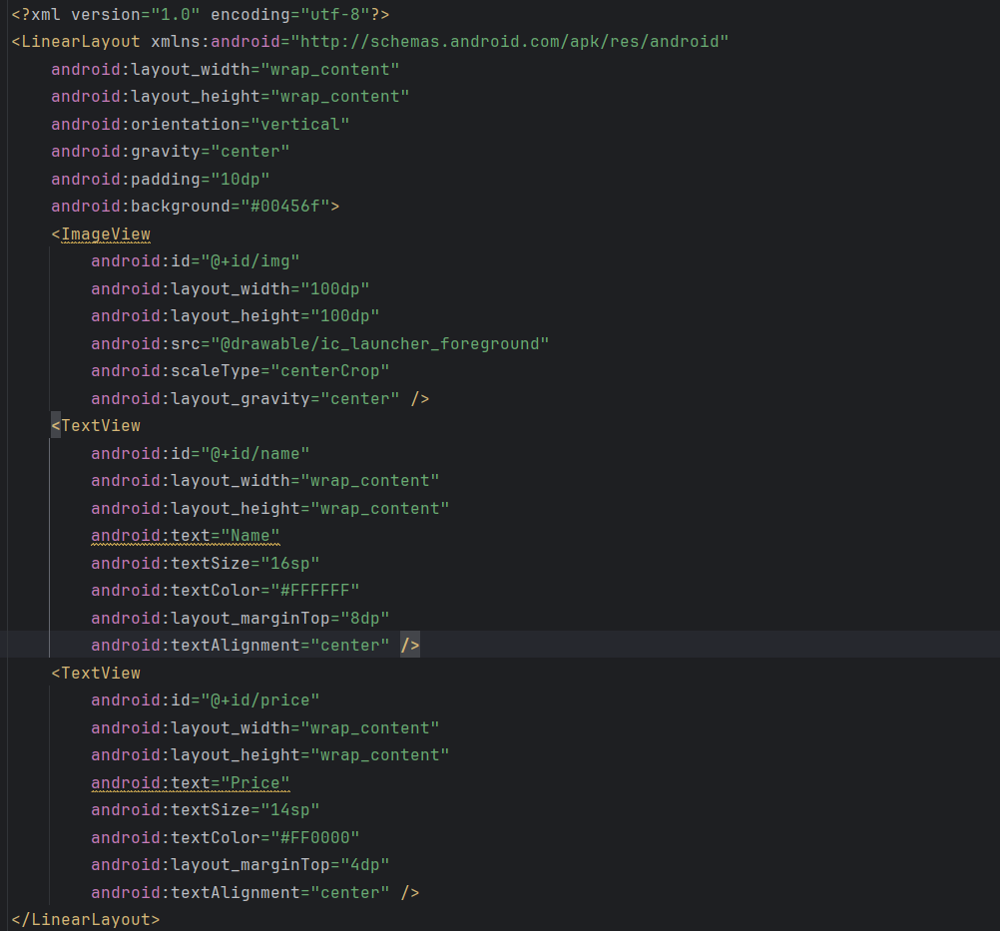 <?xml version="1.0" encoding="utf-8"?>
<LinearLayout xmlns:android="http://schemas.android.com/apk/res/android"
    android:layout_width="wrap_content"
    android:layout_height="wrap_content"
    android:orientation="vertical"
    android:gravity="center"
    android:padding="10dp"
    android:background="#00456f">
    <ImageView
        android:id="@+id/img"
        android:layout_width="100dp"
        android:layout_height="100dp"
        android:src="@drawable/ic_launcher_foreground"
        android:scaleType="centerCrop"
        android:layout_gravity="center" />
    <TextView
        android:id="@+id/name"
        android:layout_width="wrap_content"
        android:layout_height="wrap_content"
        android:text="Name"
        android:textSize="16sp"
        android:textColor="#FFFFFF"
        android:layout_marginTop="8dp"
        android:textAlignment="center" />
    <TextView
        android:id="@+id/price"
        android:layout_width="wrap_content"
        android:layout_height="wrap_content"
        android:text="Price"
        android:textSize="14sp"
        android:textColor="#FF0000"
        android:layout_marginTop="4dp"
        android:textAlignment="center" />
</LinearLayout>